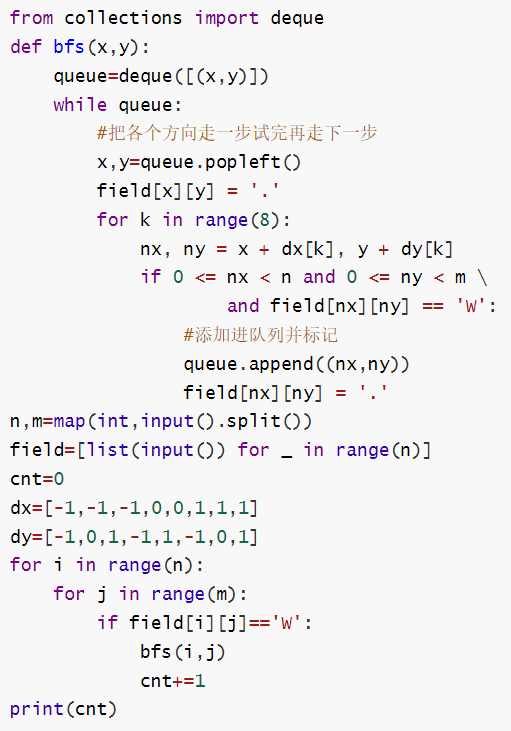 from collections import deque
def bfs(x,y):
    queue=deque([(x,y)])
    while queue:
        #把各个方向走一步试完再走下一步
        x,y=queue.popleft()
        field[x][y] = '.'
        for k in range(8):
            nx, ny = x + dx[k], y + dy[k]
            if 0 <= nx < n and 0 <= ny < m \
                    and field[nx][ny] == 'W':
                #添加进队列并标记
                queue.append((nx,ny))
                field[nx][ny] = '.'
n,m=map(int,input().split())
field=[list(input()) for _ in range(n)]
cnt=0
dx=[-1,-1,-1,0,0,1,1,1]
dy=[-1,0,1,-1,1,-1,0,1]
for i in range(n):
    for j in range(m):
        if field[i][j]=='W':
            bfs(i,j)
            cnt+=1
print(cnt)